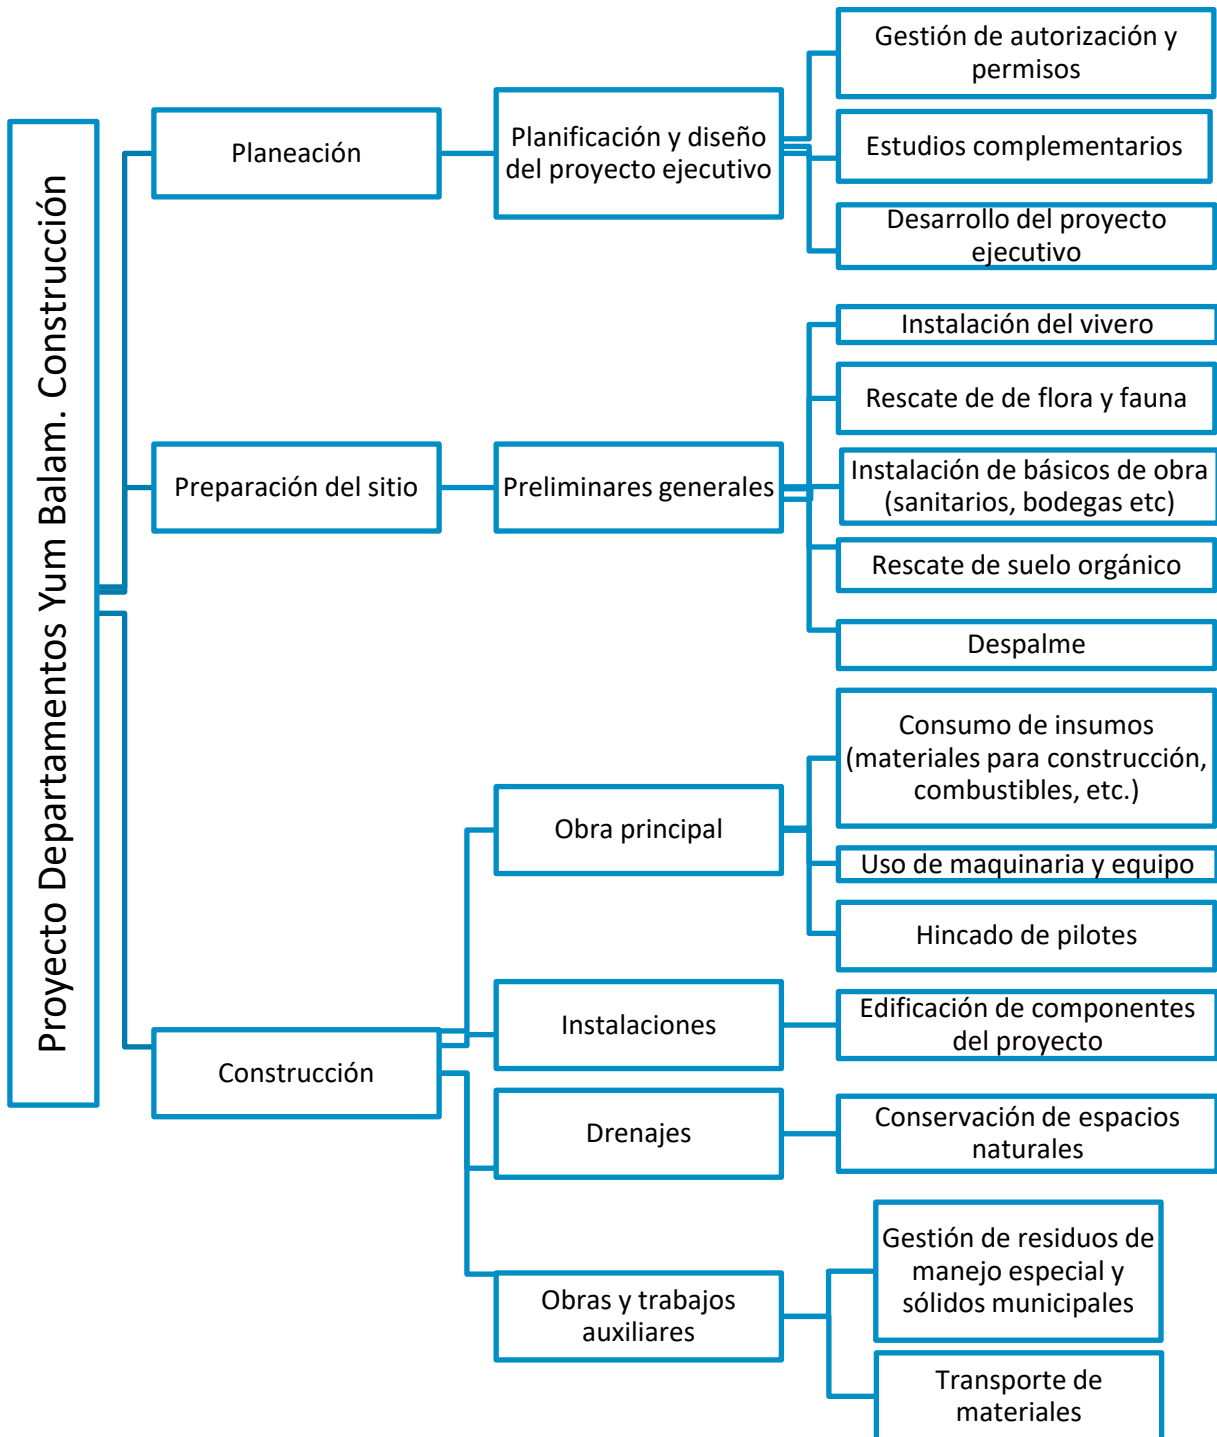 Proyecto Departamentos Yum Balam. Construcción
Planeación
Planificación y diseño
del proyecto ejecutivo
Gestión de autorización y
permisos
Estudios complementarios
Desarrollo del proyecto
ejecutivo
Preparación del sitio
Preliminares generales
Instalación del vivero
Rescate de de flora y fauna
Instalación de básicos de obra
(sanitarios, bodegas etc)
Rescate de suelo orgánico
Despalme
Construcción
Obra principal
Consumo de insumos
(materiales para construcción,
combustibles, etc.)
Uso de maquinaria y equipo
Hincado de pilotes
Instalaciones
Edificación de componentes
del proyecto
Drenajes
Conservación de espacios
naturales
Obras y trabajos
auxiliares
Gestión de residuos de
manejo especial y
sólidos municipales
Transporte de
materiales